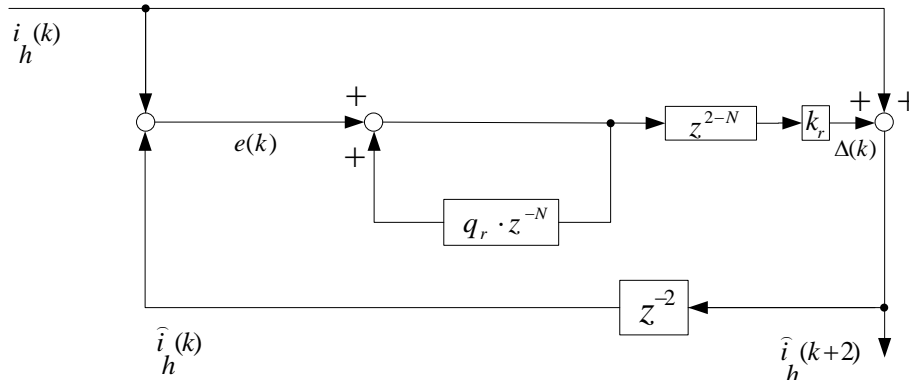 i_h(k)
+
+
+
+
e(k)
z^{2-N}
k_r
Δ(k)
q_r · z^{-N}
z^{-2}
î_h(k)
î_h(k+2)